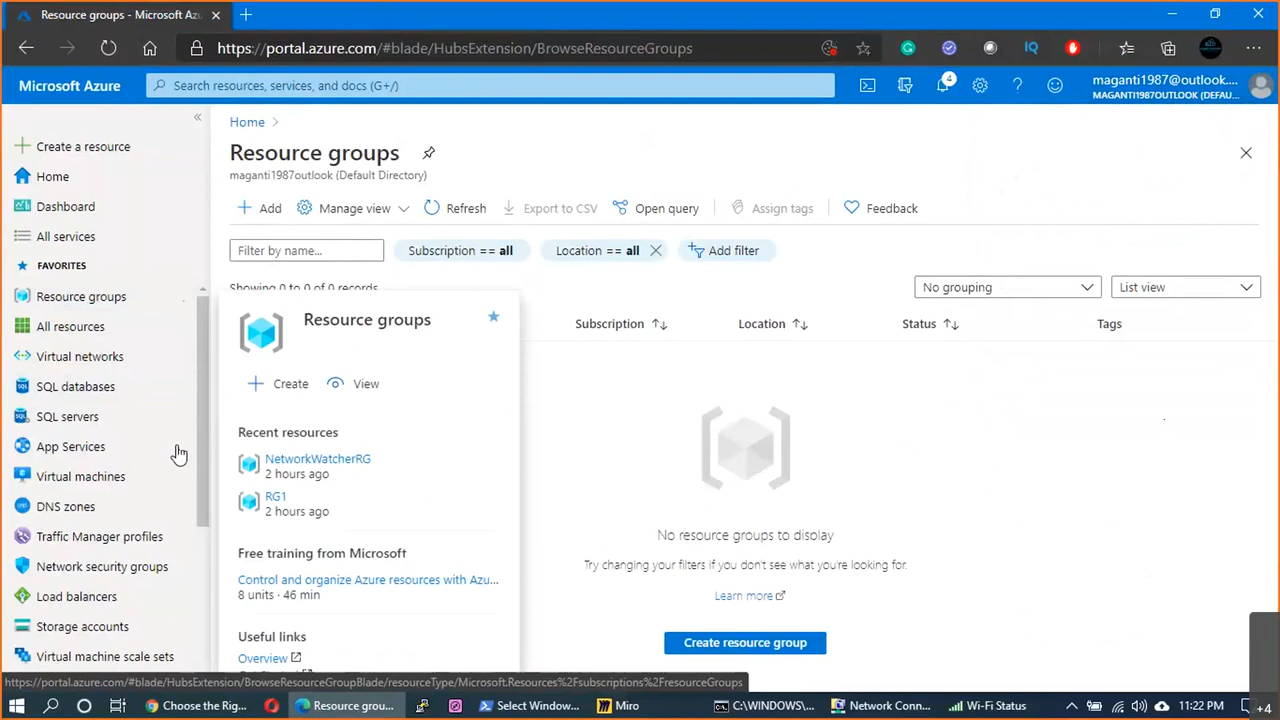 Resource groups - Microsoft Azu
https://portal.azure.com/#blade/HubsExtension/BrowseResourceGroups
IQ
Microsoft Azure
Search resources, services, and docs (G+/)
4
maganti1987@outlook....
MAGANTI1987OUTLOOK (DEFAU...
Create a resource
Home
Dashboard
All services
FAVORITES
Resource groups
All resources
Virtual networks
SQL databases
SQL servers
App Services
Virtual machines
DNS zones
Traffic Manager profiles
Network security groups
Load balancers
Storage accounts
Virtual machine scale sets
Home
Resource groups
maganti1987outlook (Default Directory)
Add
Manage view
Refresh
Export to CSV
Open query
Assign tags
Feedback
Filter by name...
Subscription == all
Location == all
Add filter
Showing 0 to 0 of 0 records
No grouping
List view
Subscription
Location
Status
Tags
Resource groups
Create
View
Recent resources
NetworkWatcherRG
2 hours ago
RG1
2 hours ago
Free training from Microsoft
Control and organize Azure resources with Azu...
8 units · 46 min
Useful links
Overview
No resource groups to display
Try changing your filters if you don't see what you're looking for.
Learn more
Create resource group
https://portal.azure.com/#blade/HubsExtension/BrowseResourceGroupBlade/resourceType/Microsoft.Resources%2Fsubscriptions%2FresourceGroups
Choose the Rig...
Resource grou...
Select Window...
Miro
C:\WINDOWS\...
Network Conn...
Wi-Fi Status
11:22 PM
+4